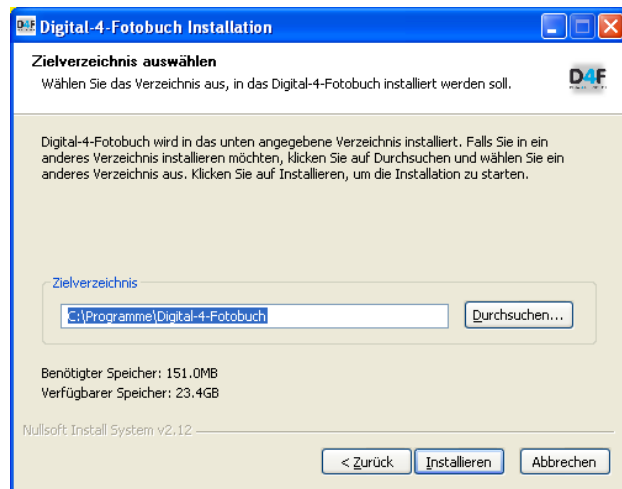 D4F Digital-4-Fotobuch Installation
Zielverzeichnis auswählen
Wählen Sie das Verzeichnis aus, in das Digital-4-Fotobuch installiert werden soll.
D4F
Digital-4-Fotobuch wird in das unten angegebene Verzeichnis installiert. Falls Sie in ein
anderes Verzeichnis installieren möchten, klicken Sie auf Durchsuchen und wählen Sie ein
anderes Verzeichnis aus. Klicken Sie auf Installieren, um die Installation zu starten.
Zielverzeichnis
C:\Programme\Digital-4-Fotobuch
Durchsuchen...
Benötigter Speicher: 151.0MB
Verfügbarer Speicher: 23.4GB
Nullsoft Install System v2.12
< Zurück Installieren Abbrechen